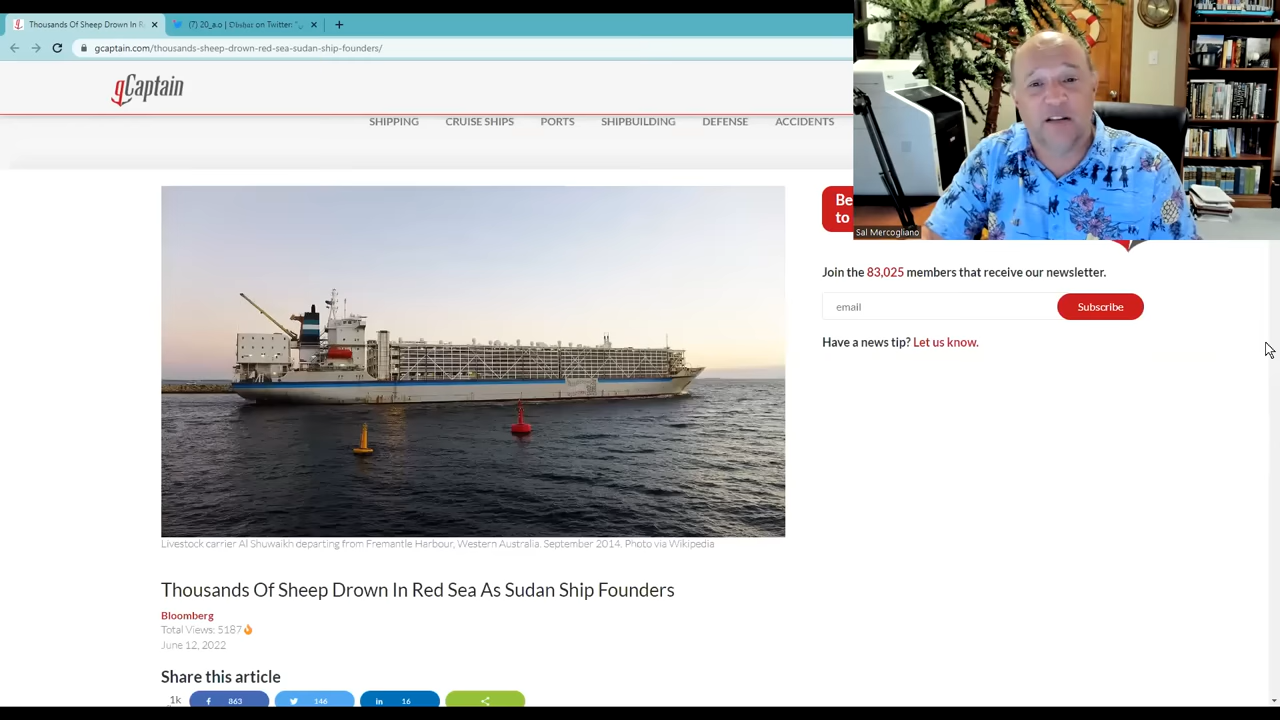 Thousands Of Sheep Drown In R
(7) 20_a.o | on Twitter: "
gcaptain.com/thousands-sheep-drown-red-sea-sudan-ship-founders/
gCaptain
SHIPPING CRUISE SHIPS PORTS SHIPBUILDING DEFENSE ACCIDENTS
Be
to
Sal Mercogliano
Join the 83,025 members that receive our newsletter.
email Subscribe
Have a news tip? Let us know.
Livestock carrier Al Shuwaikh departing from Fremantle Harbour, Western Australia. September 2014. Photo via Wikipedia
Thousands Of Sheep Drown In Red Sea As Sudan Ship Founders
Bloomberg
Total Views: 5187
June 12, 2022
Share this article
1k 863 146 16